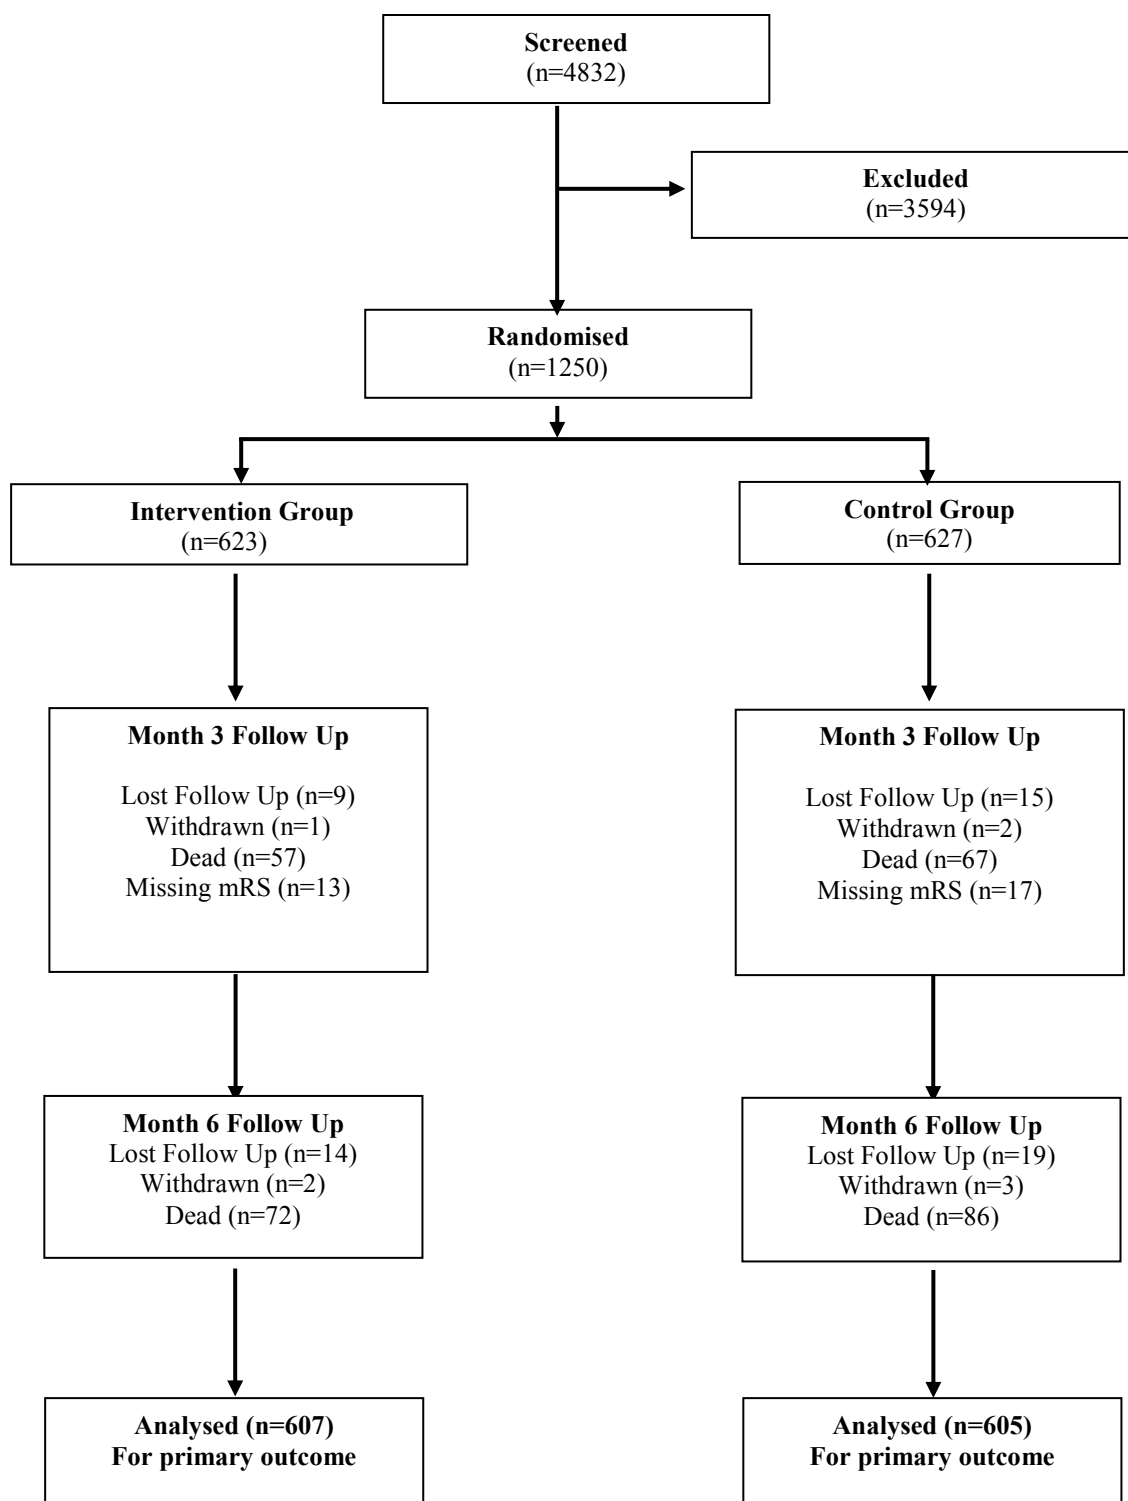 Screened
(n=4832)
Excluded
(n=3594)
Randomised
(n=1250)
Intervention Group
(n=623)
Control Group
(n=627)
Month 3 Follow Up
Lost Follow Up (n=9)
Withdrawn (n=1)
Dead (n=57)
Missing mRS (n=13)
Month 3 Follow Up
Lost Follow Up (n=15)
Withdrawn (n=2)
Dead (n=67)
Missing mRS (n=17)
Month 6 Follow Up
Lost Follow Up (n=14)
Withdrawn (n=2)
Dead (n=72)
Month 6 Follow Up
Lost Follow Up (n=19)
Withdrawn (n=3)
Dead (n=86)
Analysed (n=607)
For primary outcome
Analysed (n=605)
For primary outcome